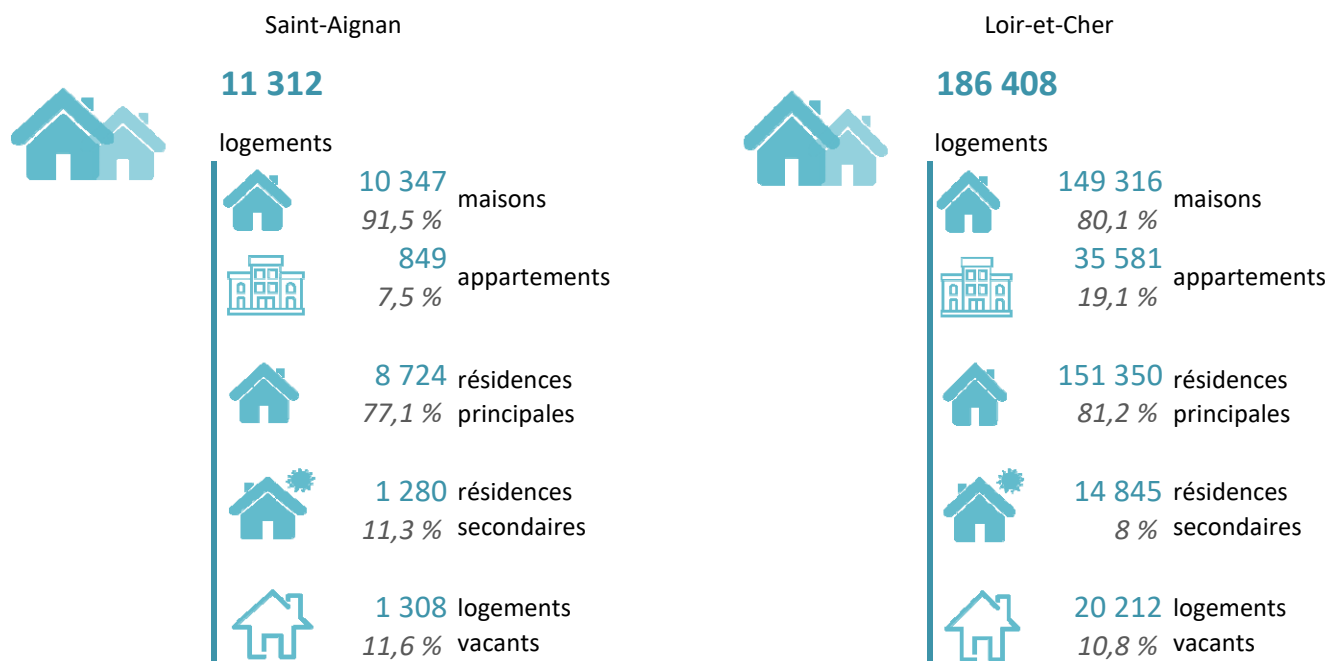 Saint-Aignan
11 312
logements
10 347 maisons
91,5 %
849 appartements
7,5 %
8 724 résidences
77,1 % principales
1 280 résidences
11,3 % secondaires
1 308 logements
11,6 % vacants
Loir-et-Cher
186 408
logements
149 316 maisons
80,1 %
35 581 appartements
19,1 %
151 350 résidences
81,2 % principales
14 845 résidences
8 % secondaires
20 212 logements
10,8 % vacants